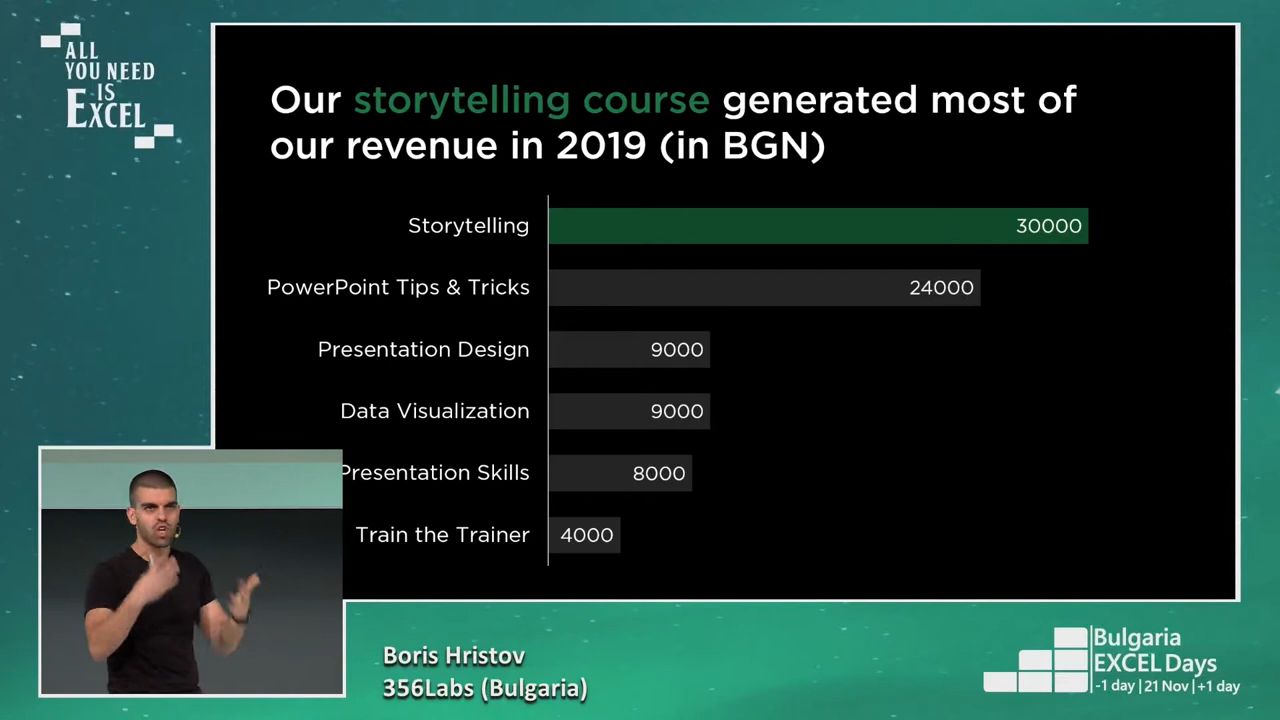 ALL
YOU NEED
IS
EXCEL
Our storytelling course generated most of
our revenue in 2019 (in BGN)
Storytelling 30000
PowerPoint Tips & Tricks 24000
Presentation Design 9000
Data Visualization 9000
Presentation Skills 8000
Train the Trainer 4000
Boris Hristov
356Labs (Bulgaria)
Bulgaria
EXCEL Days
-1 day | 21 Nov | +1 day